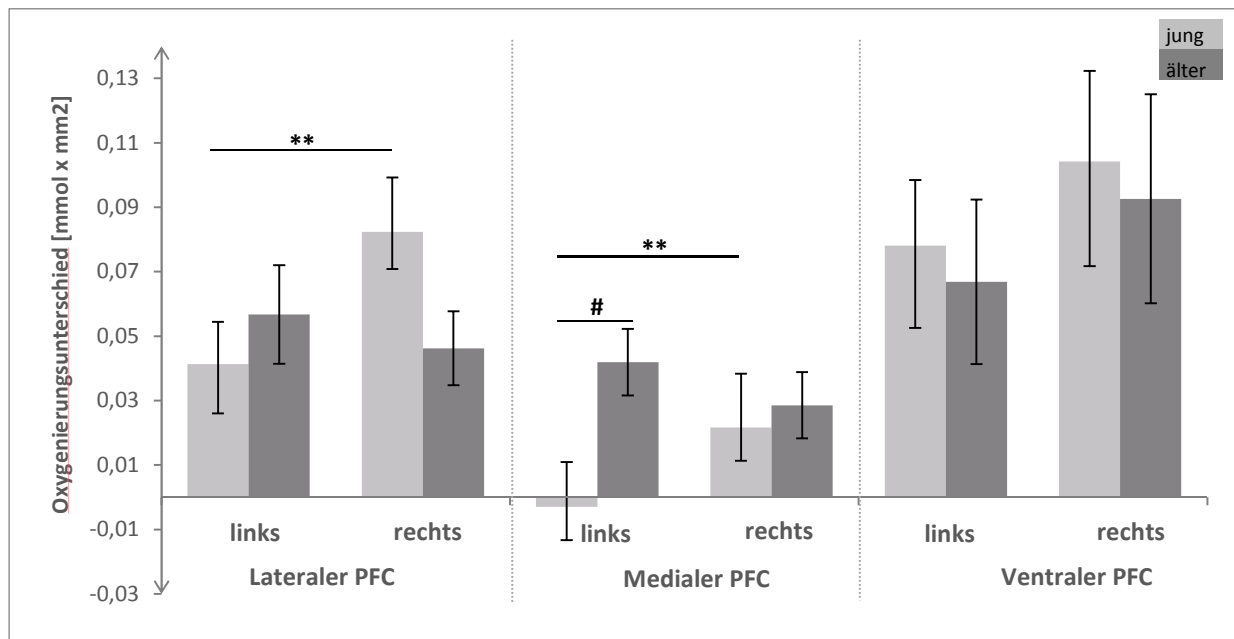 jung
älter
Oxygenierungsunterschied [mmol x mm2]
0,13
0,11
0,09
0,07
0,05
0,03
0,01
-0,01
-0,03
**
**
#
links
rechts
links
rechts
links
rechts
Lateraler PFC
Medialer PFC
Ventraler PFC